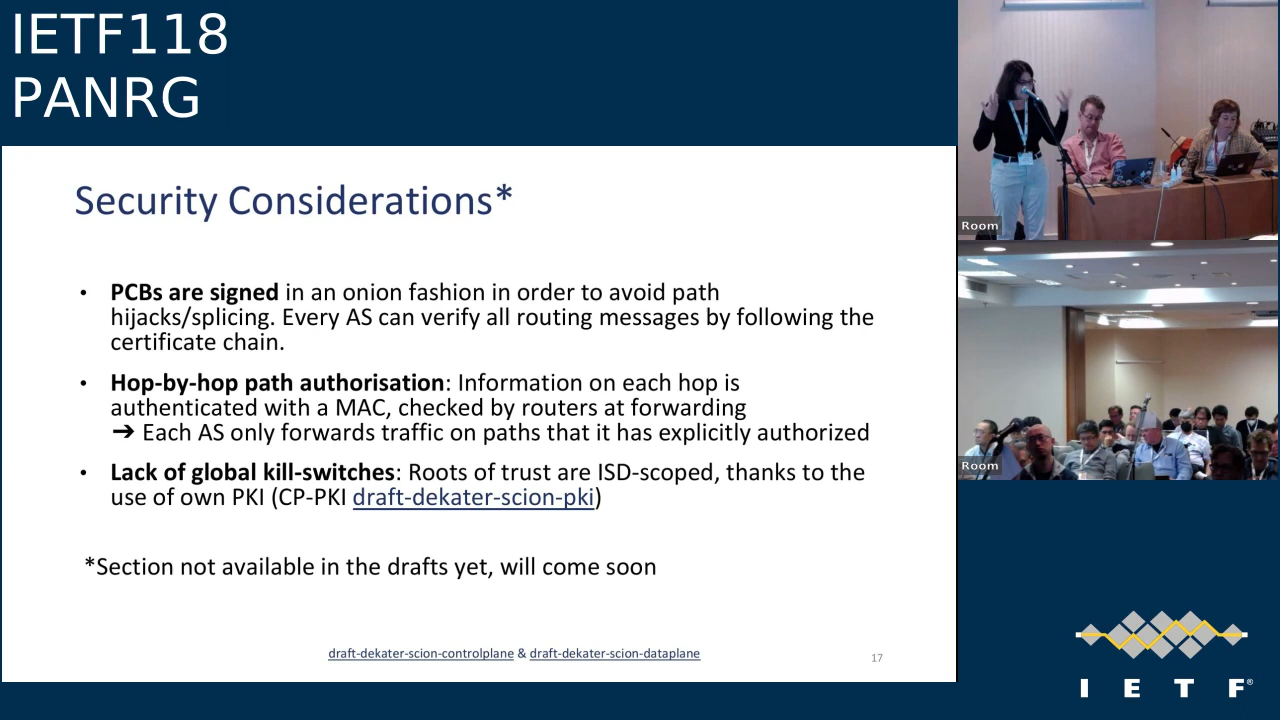 IETF118
PANRG
Security Considerations*
• PCBs are signed in an onion fashion in order to avoid path
hijacks/splicing. Every AS can verify all routing messages by following the
certificate chain.
• Hop-by-hop path authorisation: Information on each hop is
authenticated with a MAC, checked by routers at forwarding
➔ Each AS only forwards traffic on paths that it has explicitly authorized
• Lack of global kill-switches: Roots of trust are ISD-scoped, thanks to the
use of own PKI (CP-PKI draft-dekater-scion-pki)
*Section not available in the drafts yet, will come soon
draft-dekater-scion-controlplane & draft-dekater-scion-dataplane
17
Room
Room
I E T F®